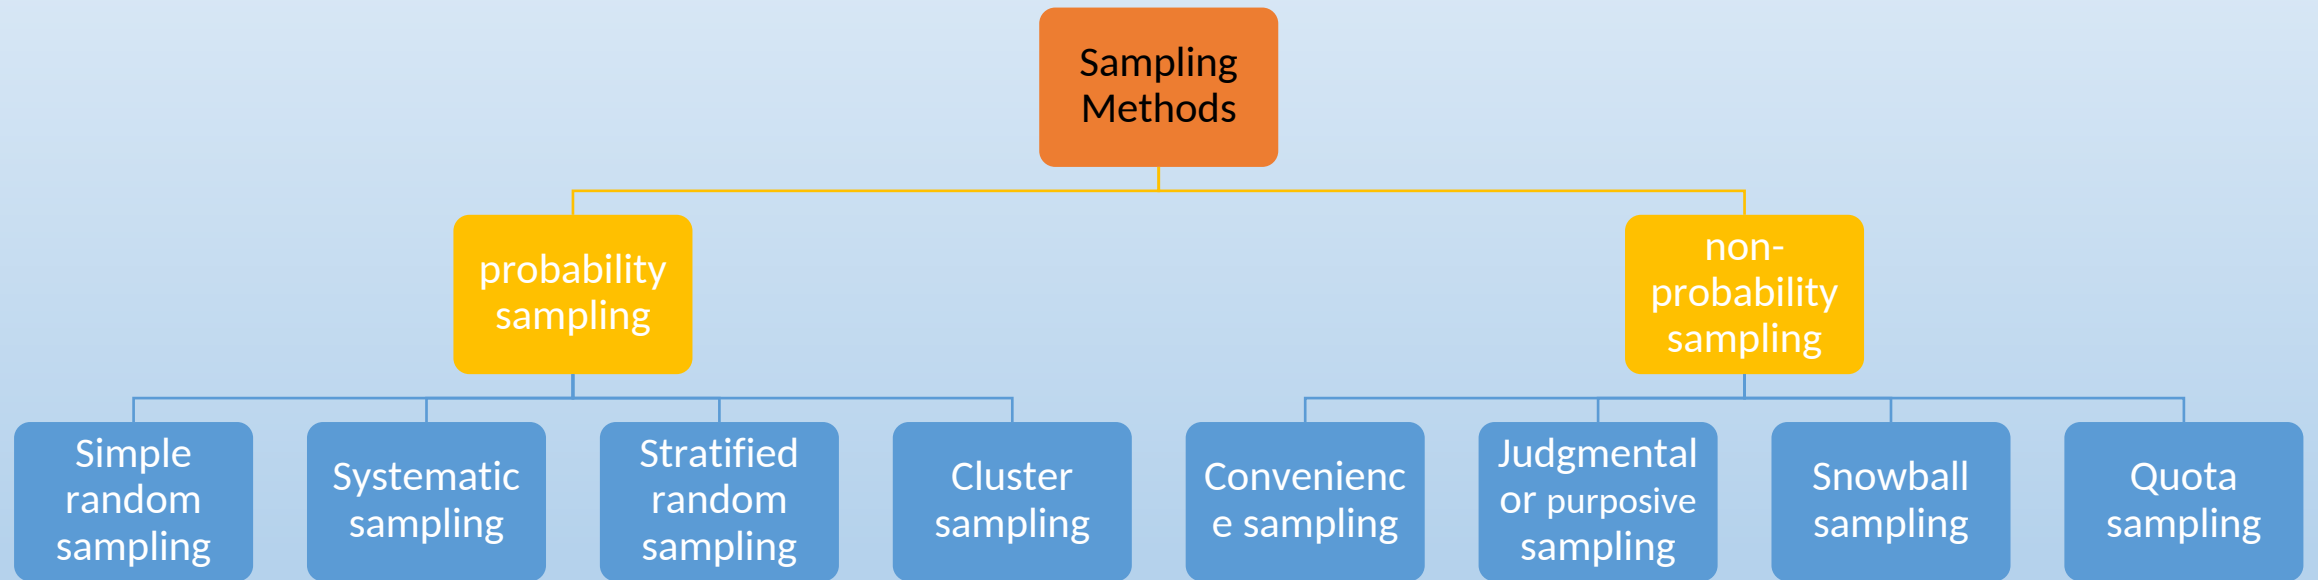 Sampling
Methods
probability
sampling
non-
probability
sampling
Simple
random
sampling
Systematic
sampling
Stratified
random
sampling
Cluster
sampling
Convenienc
e sampling
Judgmental
or purposive
sampling
Snowball
sampling
Quota
sampling